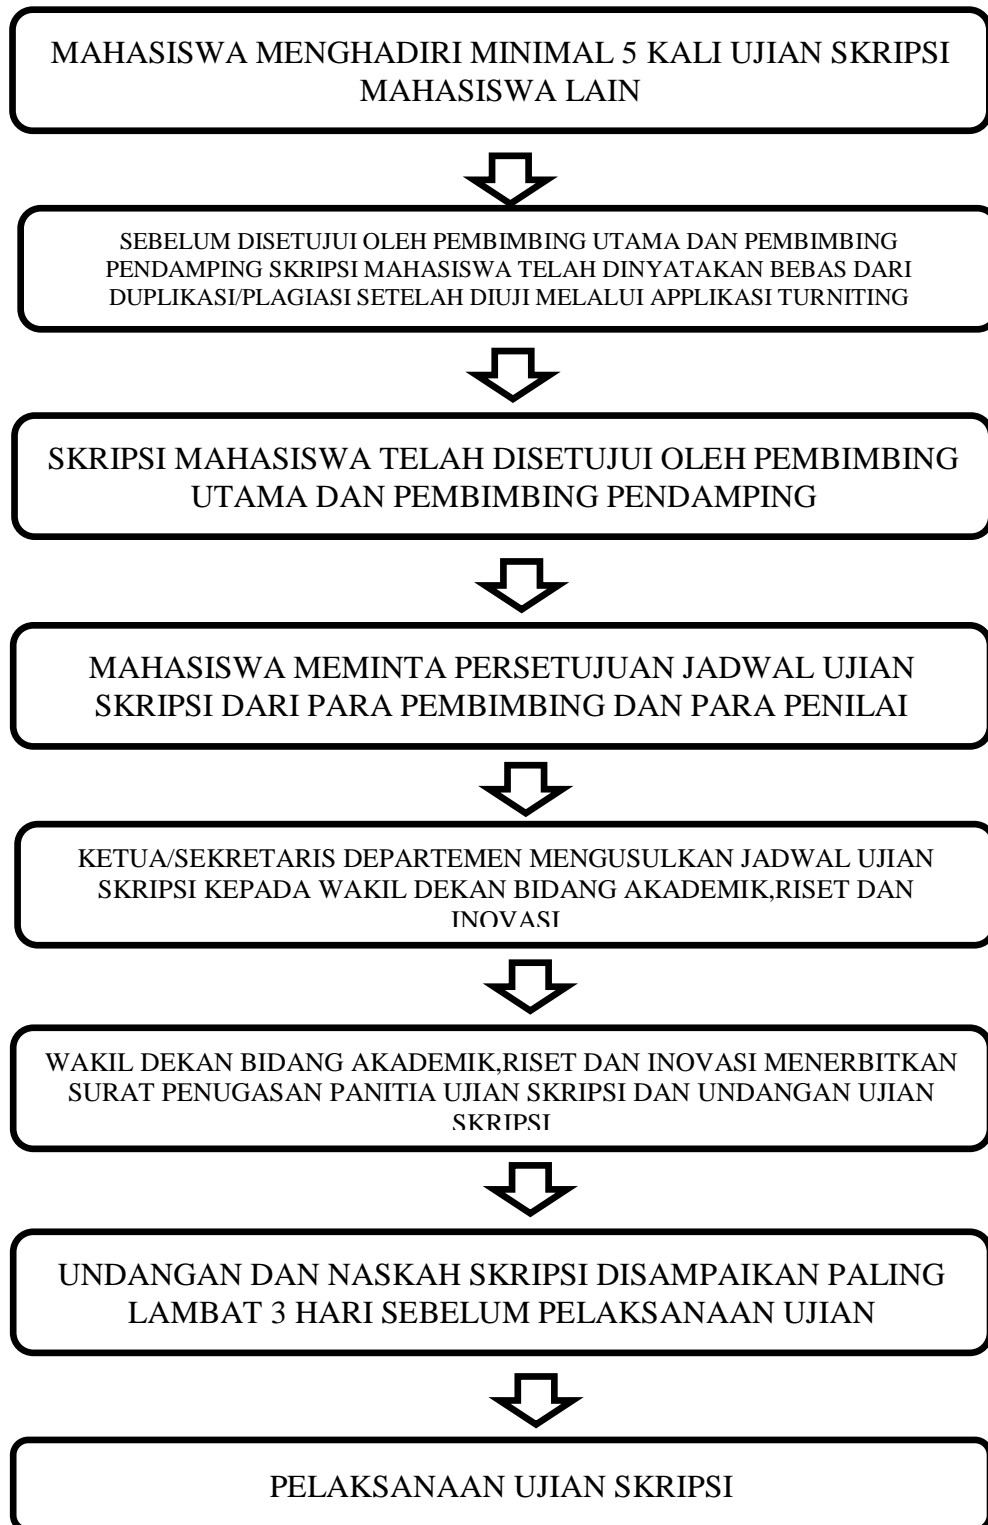 MAHASISWA MENGHADIRI MINIMAL 5 KALI UJIAN SKRIPSI
MAHASISWA LAIN
SEBELUM DISETUJUI OLEH PEMBIMBING UTAMA DAN PEMBIMBING
PENDAMPING SKRIPSI MAHASISWA TELAH DINYATAKAN BEBAS DARI
DUPLIKASI/PLAGIASI SETELAH DIUJI MELALUI APPLIKASI TURNITING
SKRIPSI MAHASISWA TELAH DISETUJUI OLEH PEMBIMBING
UTAMA DAN PEMBIMBING PENDAMPING
MAHASISWA MEMINTA PERSETUJUAN JADWAL UJIAN
SKRIPSI DARI PARA PEMBIMBING DAN PARA PENILAI
KETUA/SEKRETARIS DEPARTEMEN MENGUSULKAN JADWAL UJIAN
SKRIPSI KEPADA WAKIL DEKAN BIDANG AKADEMIK,RISET DAN
INOVASI
WAKIL DEKAN BIDANG AKADEMIK,RISET DAN INOVASI MENERBITKAN
SURAT PENUGASAN PANITIA UJIAN SKRIPSI DAN UNDANGAN UJIAN
SKRIPSI
UNDANGAN DAN NASKAH SKRIPSI DISAMPAIKAN PALING
LAMBAT 3 HARI SEBELUM PELAKSANAAN UJIAN
PELAKSANAAN UJIAN SKRIPSI